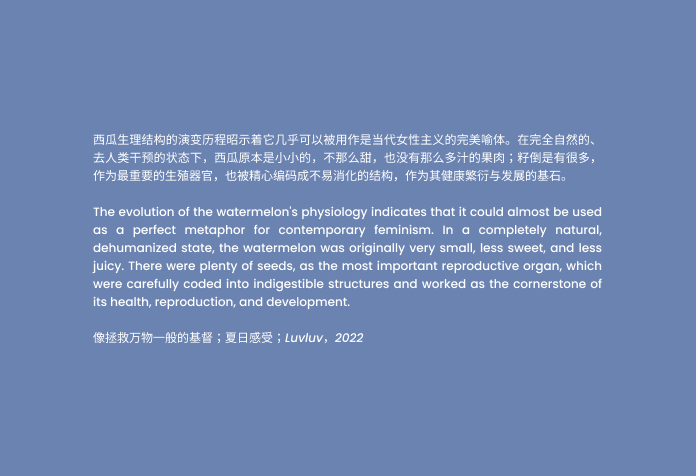 西瓜生理结构的演变历程昭示着它几乎可以被用作是当代女性主义的完美喻体。在完全自然的、
去人类干预的状态下，西瓜原本是小小的，不那么甜，也没有那么多汁的果肉；籽倒是有很多，
作为最重要的生殖器官，也被精心编码成不易消化的结构，作为其健康繁衍与发展的基石。
The evolution of the watermelon's physiology indicates that it could almost be used
as a perfect metaphor for contemporary feminism. In a completely natural,
dehumanized state, the watermelon was originally very small, less sweet, and less
juicy. There were plenty of seeds, as the most important reproductive organ, which
were carefully coded into indigestible structures and worked as the cornerstone of
its health, reproduction, and development.
像拯救万物一般的基督；夏日感受；Luvluv，2022